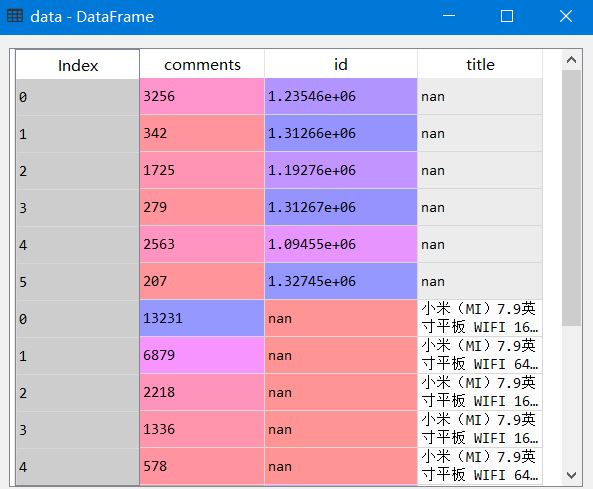 data - DataFrame
Index comments id title
0 3256 1.23546e+06 nan
1 342 1.31266e+06 nan
2 1725 1.19276e+06 nan
3 279 1.31267e+06 nan
4 2563 1.09455e+06 nan
5 207 1.32745e+06 nan
0 13231 nan 小米（MI）7.9英
寸平板 WIFI 16…
1 6879 nan 小米（MI）7.9英
寸平板 WIFI 64…
2 2218 nan 小米（MI）7.9英
寸平板 WIFI 16…
3 1336 nan 小米（MI）7.9英
寸平板 WIFI 16…
4 578 nan 小米（MI）7.9英
寸平板 WIFI 64…